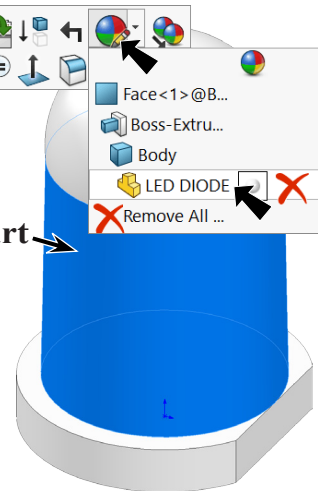 Face<1>@B...
Boss-Extru...
Body
LED DIODE
Remove All ...
rt